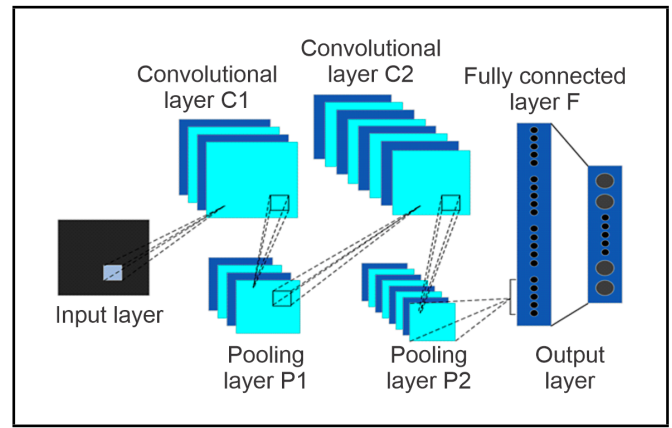 Convolutional
layer C1
Convolutional
layer C2
Fully connected
layer F
Input layer
Pooling
layer P1
Pooling
layer P2
Output
layer